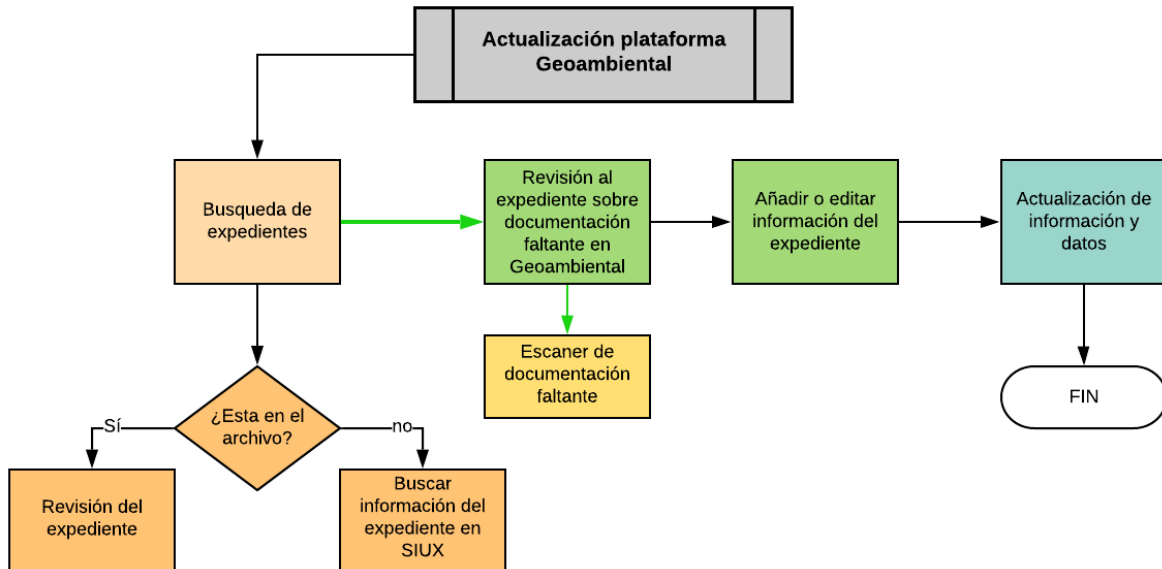 Actualización plataforma
Geoambiental
Busqueda de
expedientes
Revisión al
expediente sobre
documentación
faltante en
Geoambiental
Añadir o editar
información del
expediente
Actualización de
información y
datos
Escaner de
documentación
faltante
FIN
¿Esta en el
archivo?
Sí
no
Revisión del
expediente
Buscar
información del
expediente en
SIUX